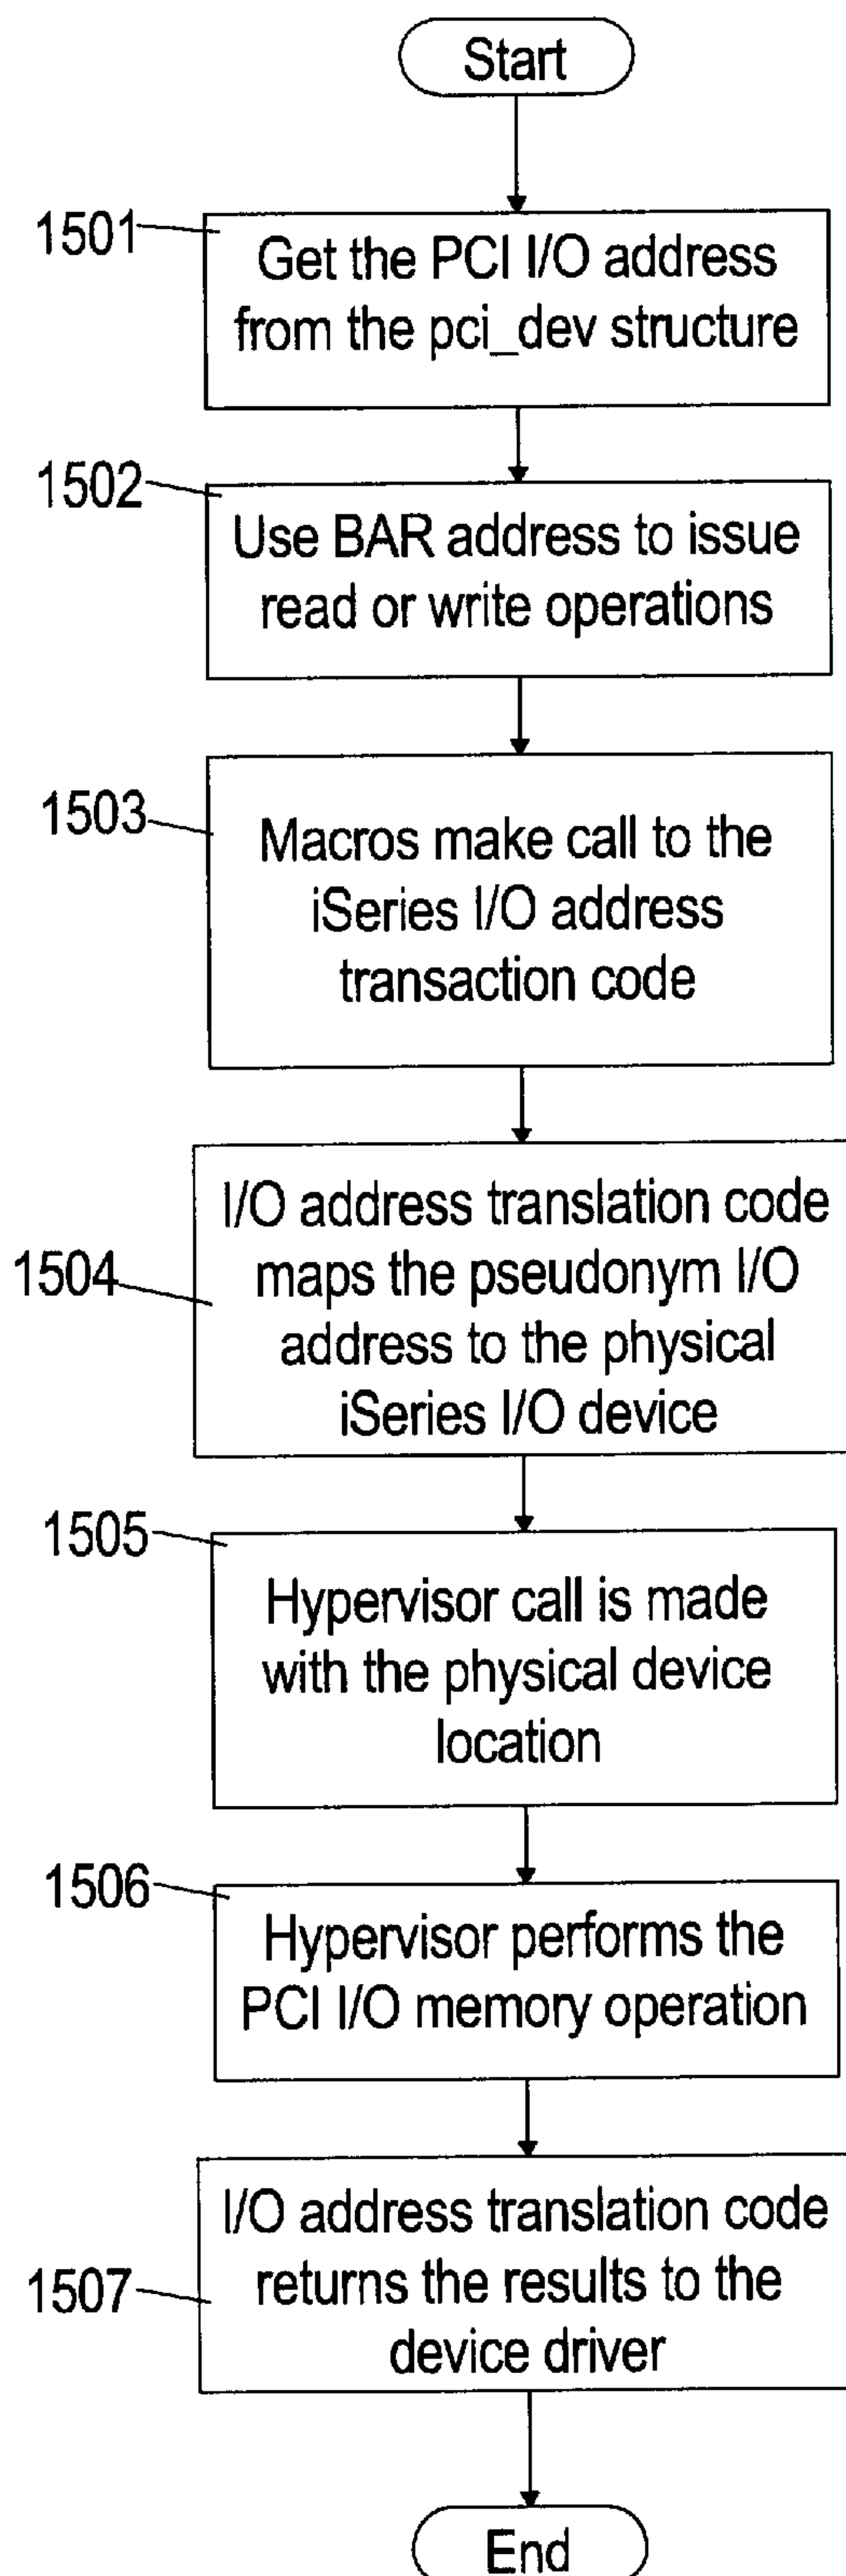 Start
1501
Get the PCI I/O address
from the pci_dev structure
1502
Use BAR address to issue
read or write operations
1503
Macros make call to the
iSeries I/O address
transaction code
1504
I/O address translation code
maps the pseudonym I/O
address to the physical
iSeries I/O device
1505
Hypervisor call is made
with the physical device
location
1506
Hypervisor performs the
PCI I/O memory operation
1507
I/O address translation code
returns the results to the
device driver
End